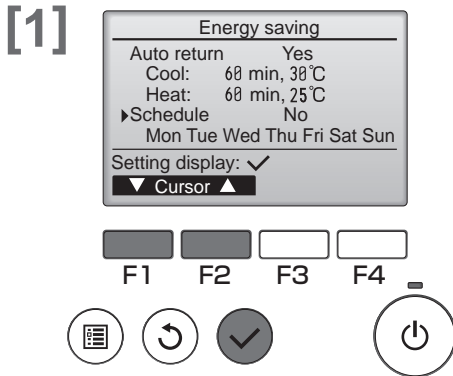 [1]
Energy saving
Auto return Yes
Cool: 60 min, 30℃
Heat: 60 min, 25℃
▶Schedule No
Mon Tue Wed Thu Fri Sat Sun
Setting display: ✓
▼ Cursor ▲
F1 F2 F3 F4